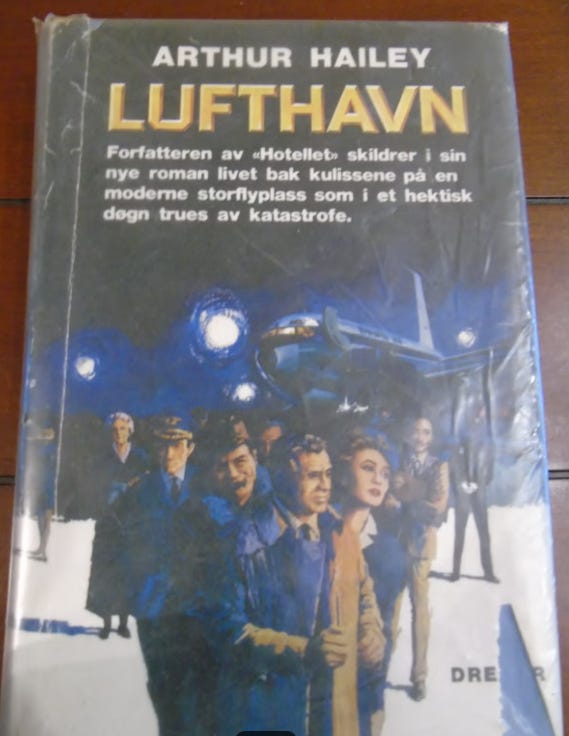 ARTHUR HAILEY
LUFTHAVN
Forfatteren av «Hotellet» skildrer i sin
nye roman livet bak kulissene på en
moderne storflyplass som i et hektisk
døgn trues av katastrofe.